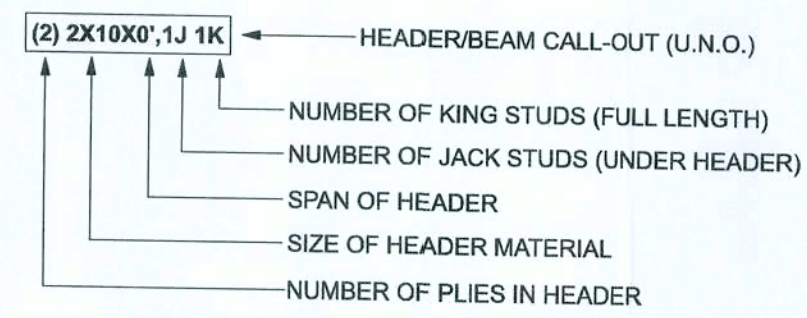 (2) 2X10X0',1J 1K HEADER/BEAM CALL-OUT (U.N.O.)
NUMBER OF KING STUDS (FULL LENGTH)
NUMBER OF JACK STUDS (UNDER HEADER)
SPAN OF HEADER
SIZE OF HEADER MATERIAL
NUMBER OF PLIES IN HEADER